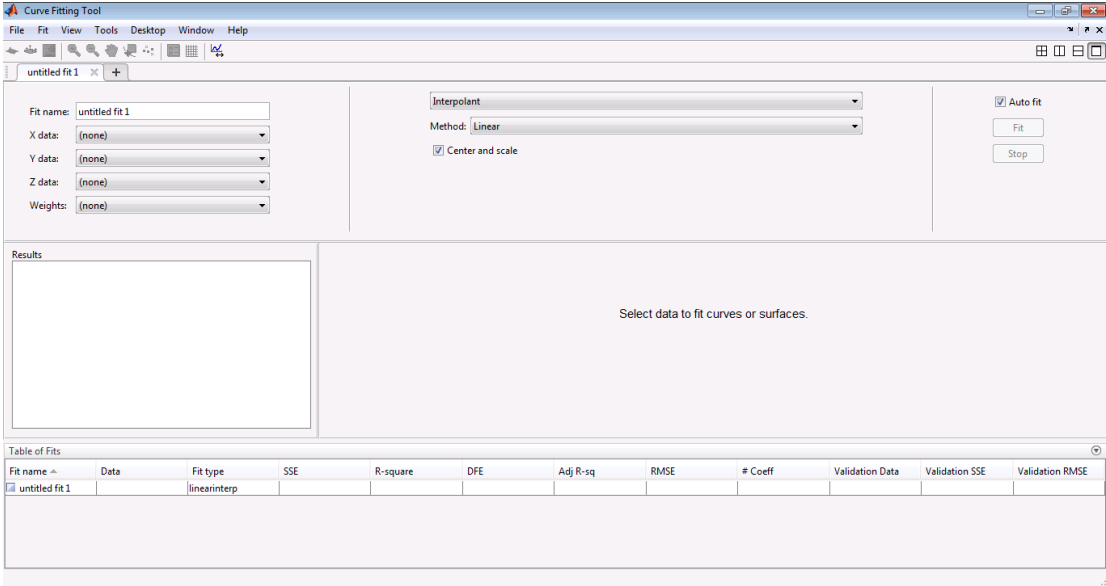 Curve Fitting Tool
File Fit View Tools Desktop Window Help
untitled fit 1
Fit name: untitled fit 1
X data: (none)
Y data: (none)
Z data: (none)
Weights: (none)
Interpolant
Method: Linear
Center and scale
Auto fit
Fit
Stop
Results
Select data to fit curves or surfaces.
Table of Fits
Fit name Data Fit type SSE R-square DFE Adj R-sq RMSE # Coeff Validation Data Validation SSE Validation RMSE
untitled fit 1 linearinterp